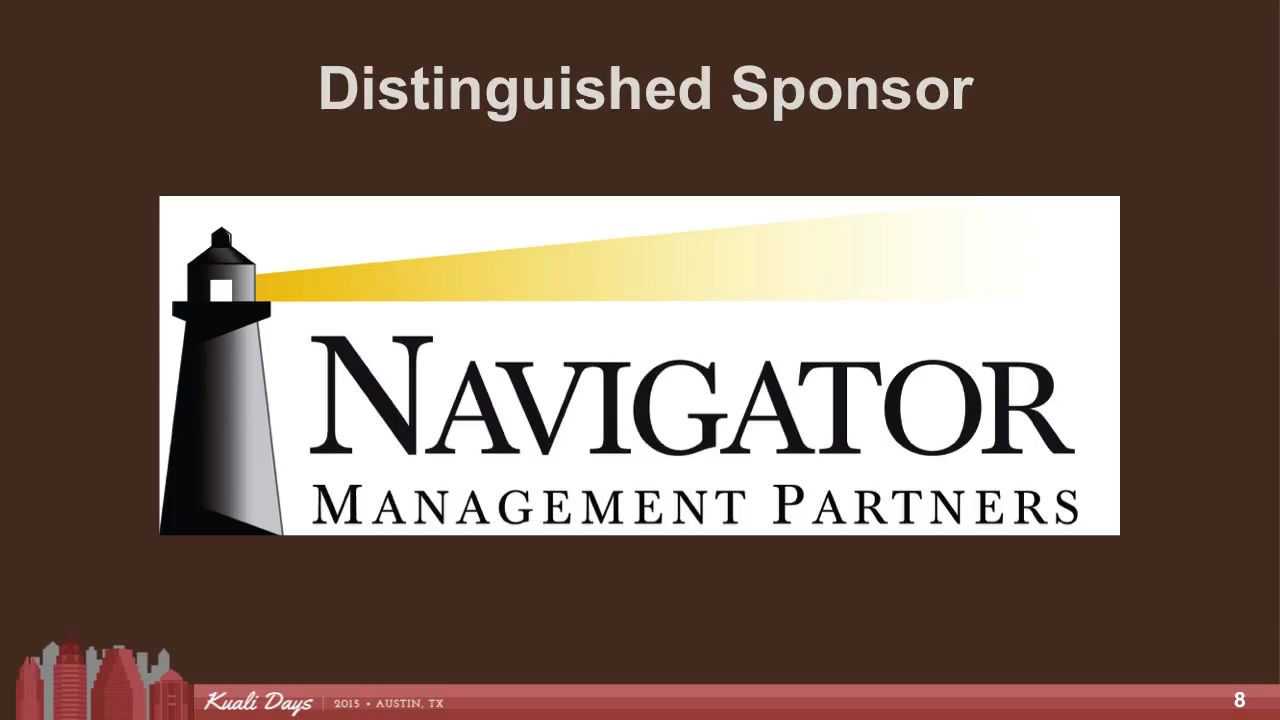 Distinguished Sponsor
NAVIGATOR
MANAGEMENT PARTNERS
Kuali Days | 2015 • AUSTIN, TX
8